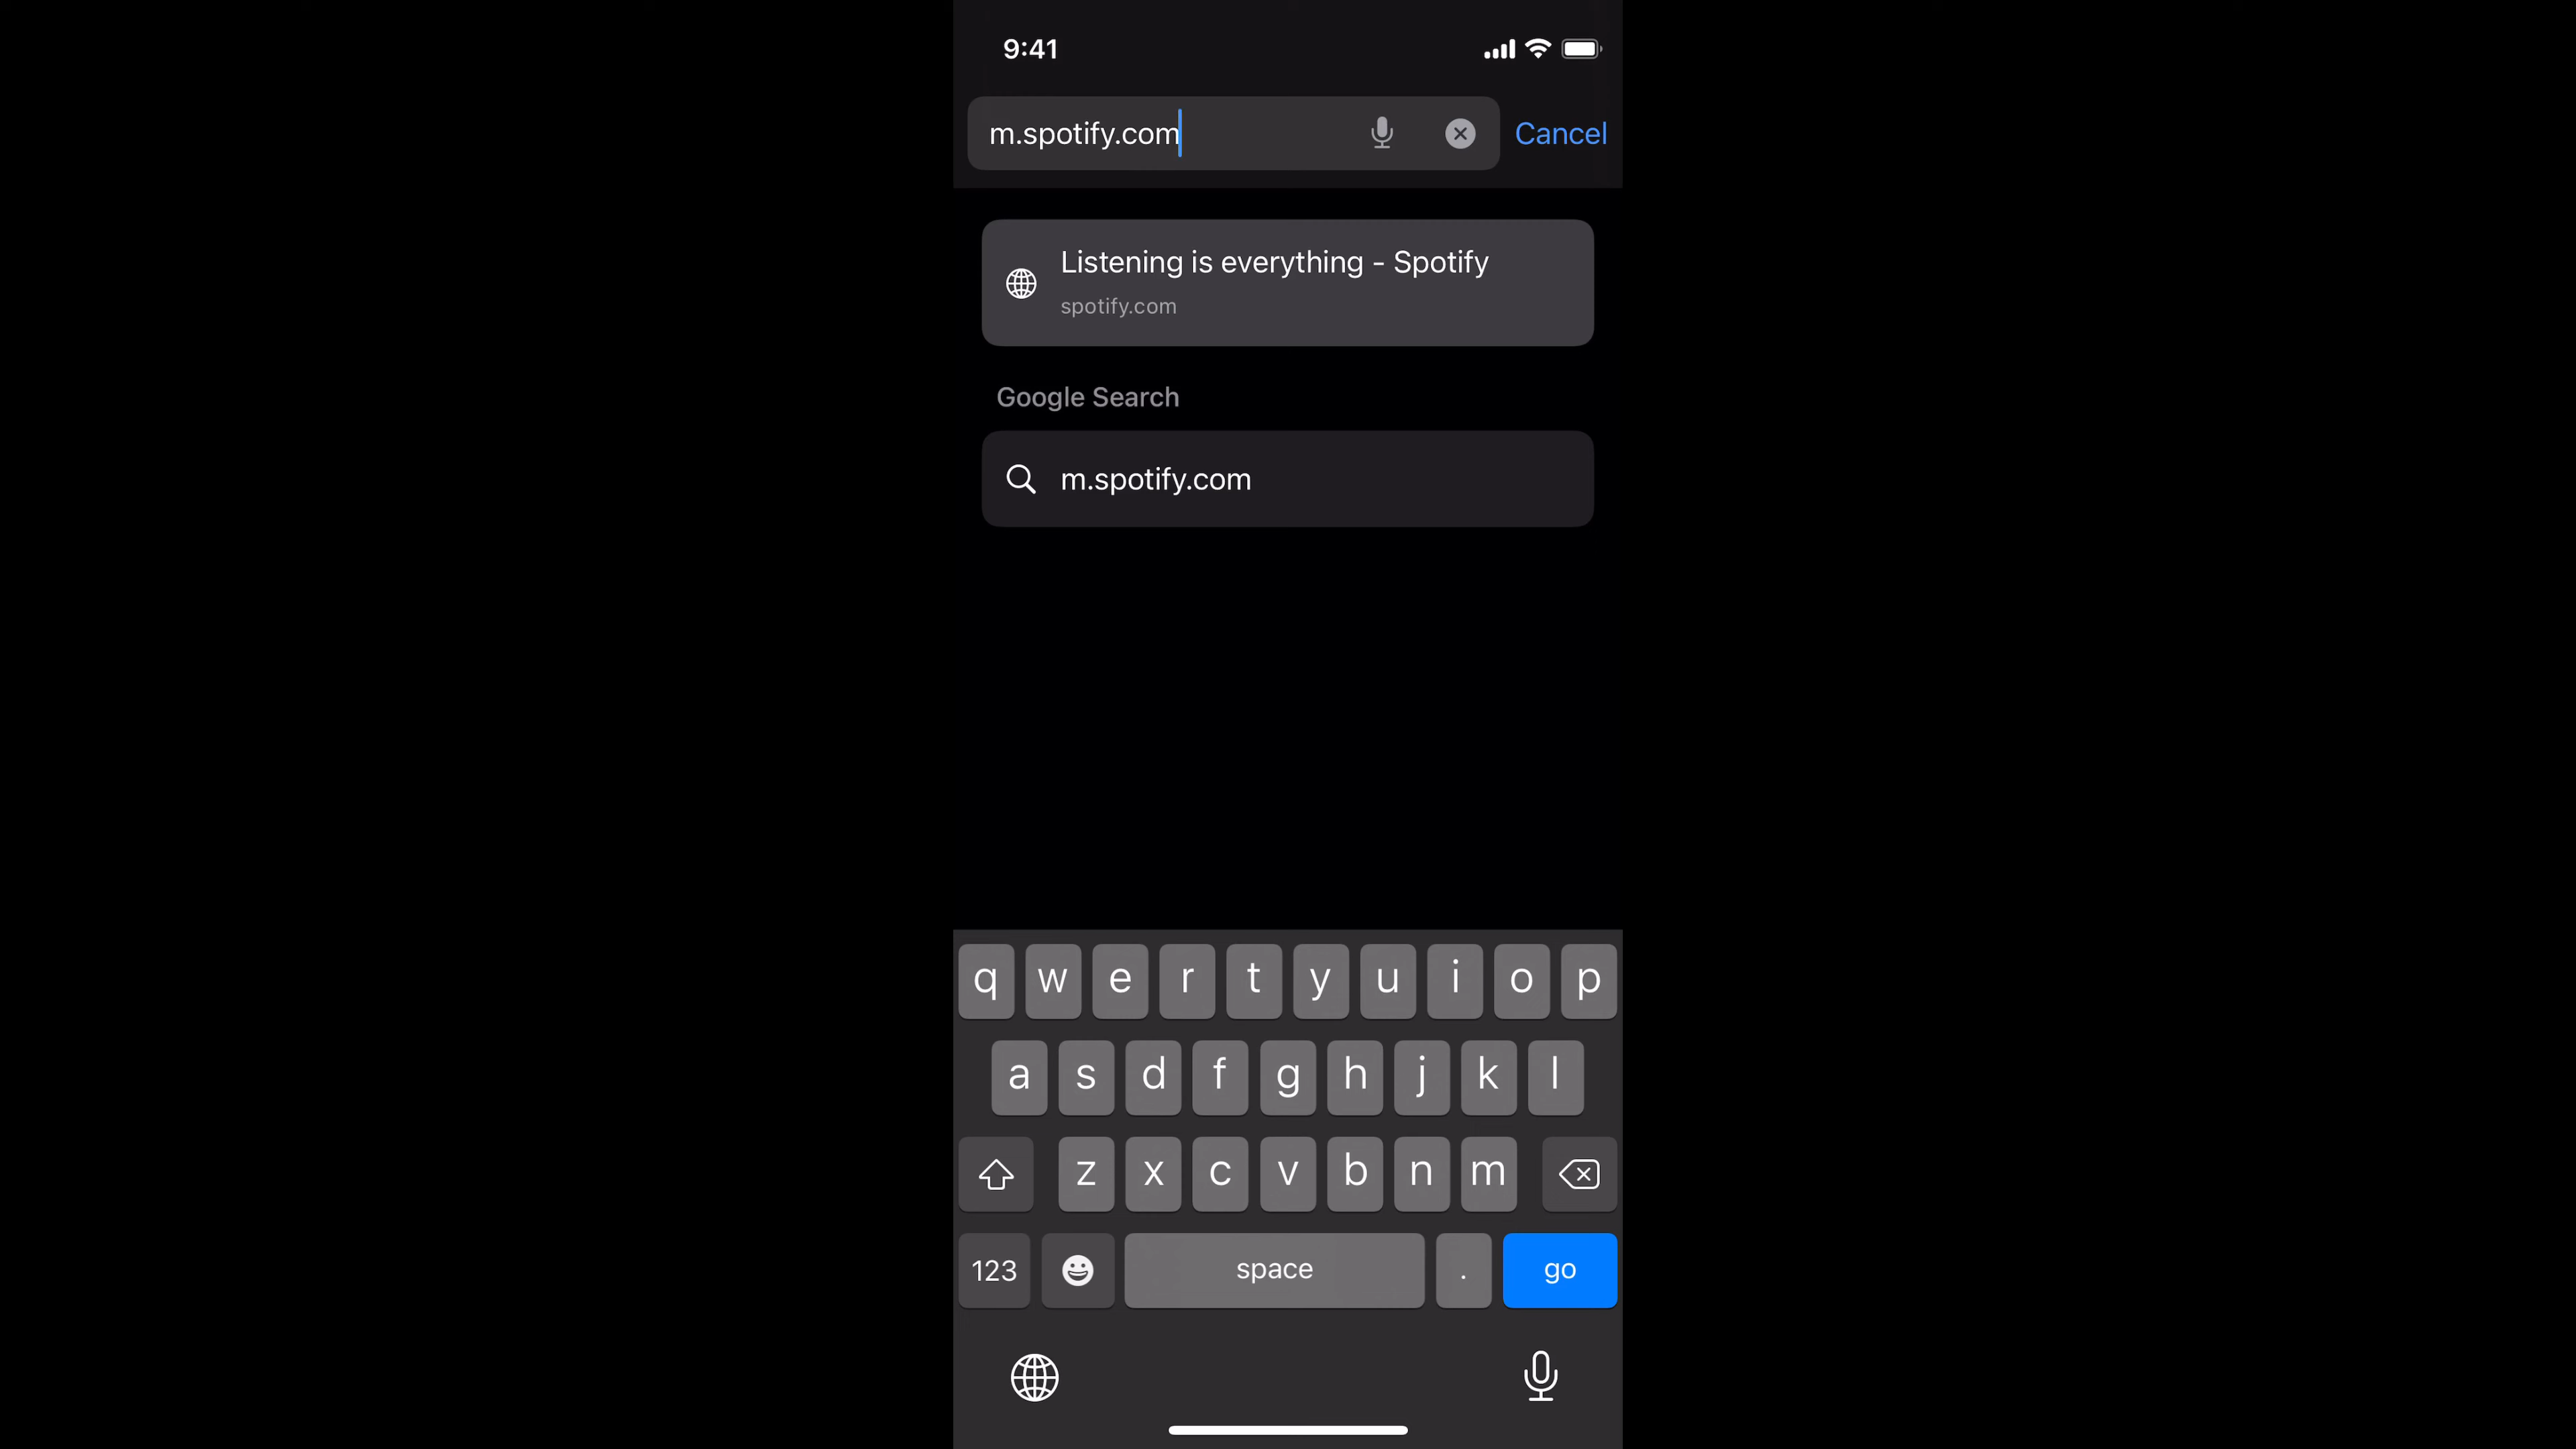 9:41
m.spotify.com
Cancel
Listening is everything - Spotify
spotify.com
Google Search
m.spotify.com
q w e r t y u i o p
a s d f g h j k l
z x c v b n m
123 space . go